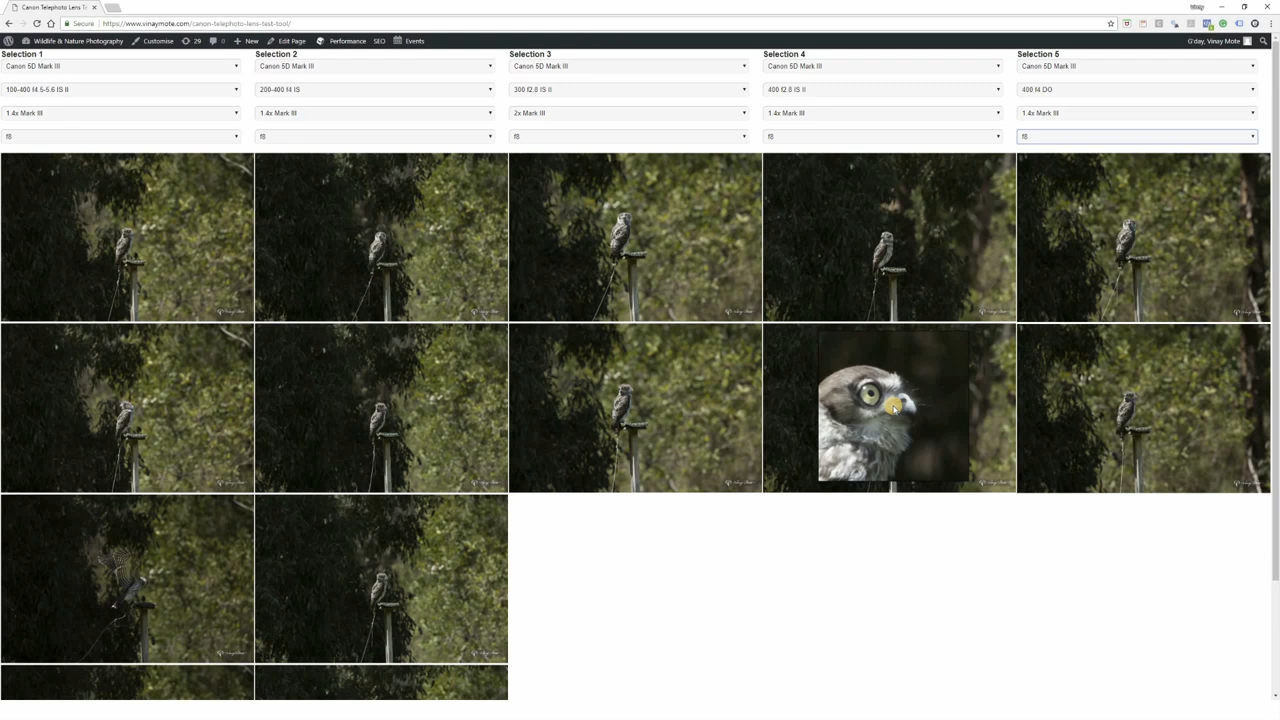 Canon Telephoto Lens Te
Vinay
Secure
https://www.vinaymote.com/canon-telephoto-lens-test-tool/
Wildlife & Nature Photography
Customise
29
0
New
Edit Page
Performance
SEO
Events
G'day, Vinay Mote
Selection 1
Selection 2
Selection 3
Selection 4
Selection 5
Canon 5D Mark III
Canon 5D Mark III
Canon 5D Mark III
Canon 5D Mark III
Canon 5D Mark III
100-400 f4.5-5.6 IS II
200-400 f4 IS
300 f2.8 IS II
400 f2.8 IS II
400 f4 DO
1.4x Mark III
1.4x Mark III
2x Mark III
1.4x Mark III
1.4x Mark III
f8
f8
f8
f8
f8